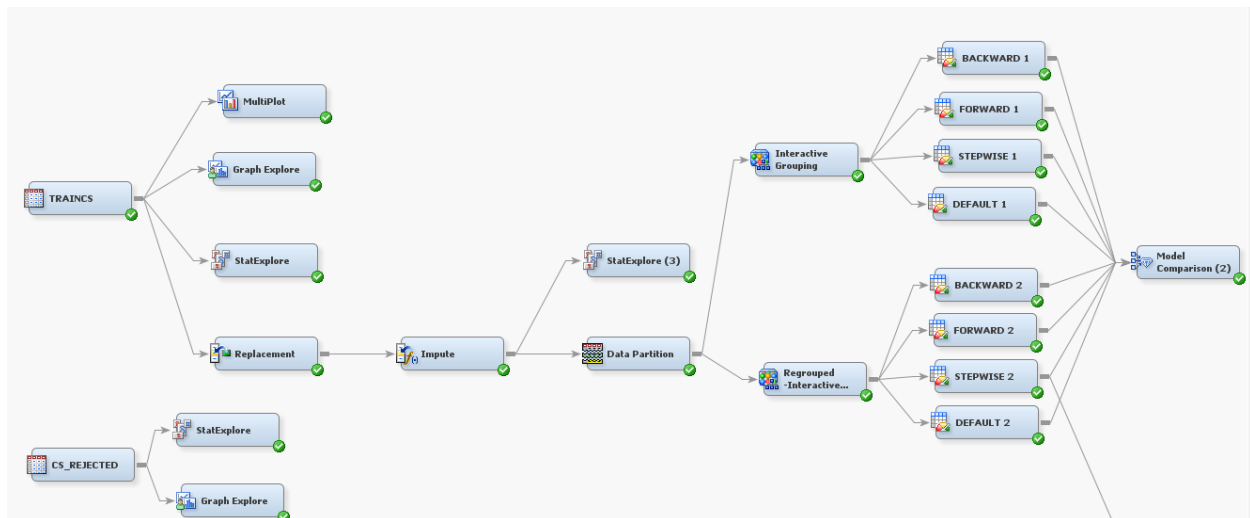 BACKWARD 1
MultiPlot
FORWARD 1
Interactive
Grouping
STEPWISE 1
Graph Explore
TRAINCS
DEFAULT 1
StatExplore
StatExplore (3)
Model
Comparison (2)
BACKWARD 2
FORWARD 2
Replacement
Impute
Data Partition
Regrouped
-Interactive...
STEPWISE 2
DEFAULT 2
StatExplore
CS_REJECTED
Graph Explore